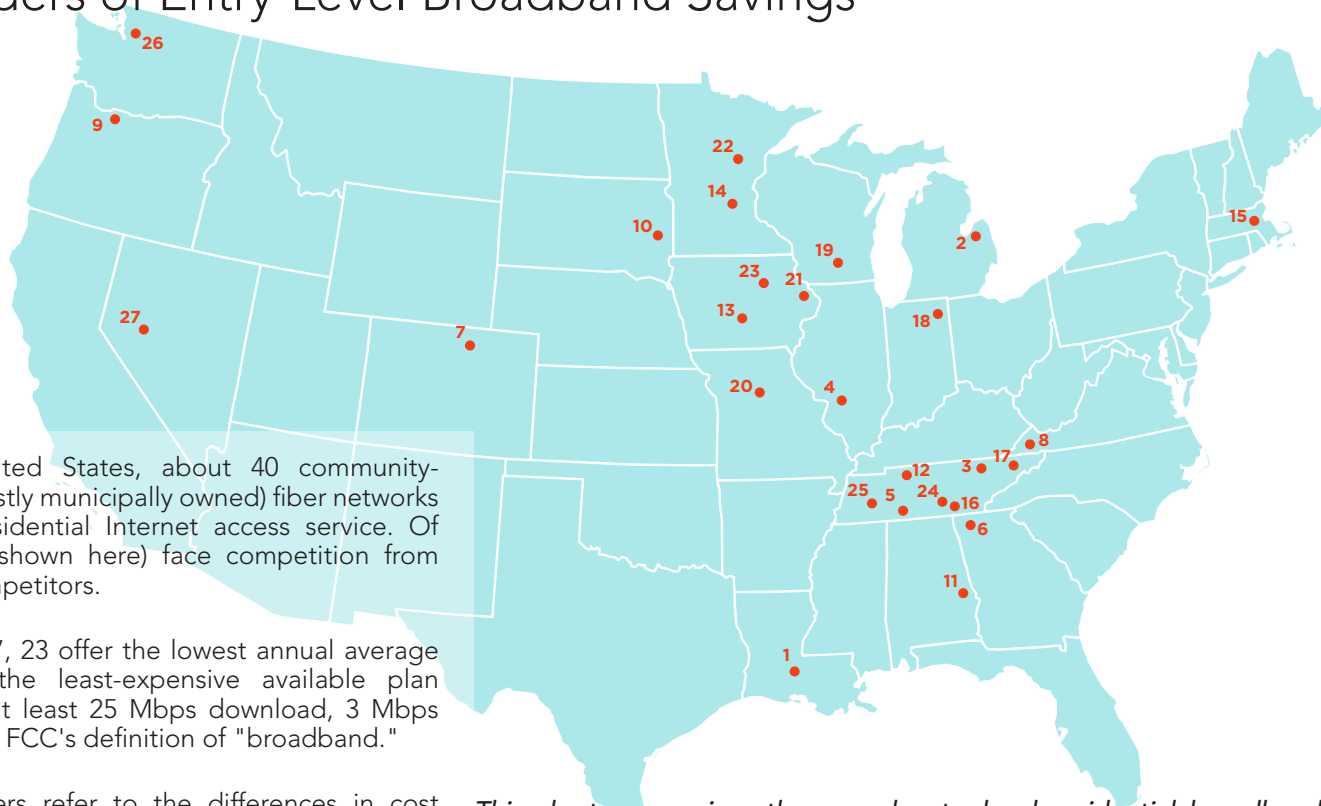 ders of Entry-Level Broadband Savings
26
9
22
14
10
15
2
19
23
21
27
13
18
7
20
4
8
17
3
12
25
5
24
16
6
11
1
ted States, about 40 community-
stly municipally owned) fiber networks
sidential Internet access service. Of
shown here) face competition from
petitors.
7, 23 offer the lowest annual average
the least-expensive available plan
t least 25 Mbps download, 3 Mbps
FCC's definition of "broadband."
ers refer to the differences in cost